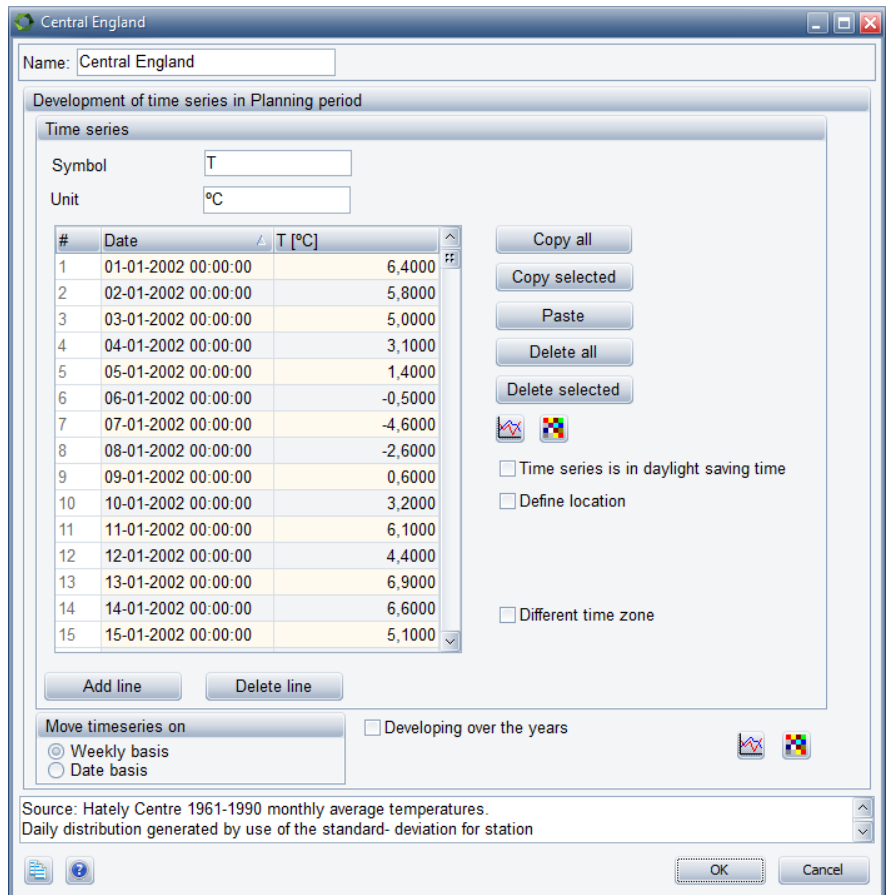 Central England
Name: Central England
Development of time series in Planning period
Time series
Symbol T
Unit ºC
# Date T [ºC]
1 01-01-2002 00:00:00 6,4000
2 02-01-2002 00:00:00 5,8000
3 03-01-2002 00:00:00 5,0000
4 04-01-2002 00:00:00 3,1000
5 05-01-2002 00:00:00 1,4000
6 06-01-2002 00:00:00 -0,5000
7 07-01-2002 00:00:00 -4,6000
8 08-01-2002 00:00:00 -2,6000
9 09-01-2002 00:00:00 0,6000
10 10-01-2002 00:00:00 3,2000
11 11-01-2002 00:00:00 6,1000
12 12-01-2002 00:00:00 4,4000
13 13-01-2002 00:00:00 6,9000
14 14-01-2002 00:00:00 6,6000
15 15-01-2002 00:00:00 5,1000
Copy all
Copy selected
Paste
Delete all
Delete selected
Time series is in daylight saving time
Define location
Different time zone
Add line Delete line
Move timeseries on
Weekly basis
Date basis
Developing over the years
Source: Hately Centre 1961-1990 monthly average temperatures.
Daily distribution generated by use of the standard- deviation for station
OK Cancel